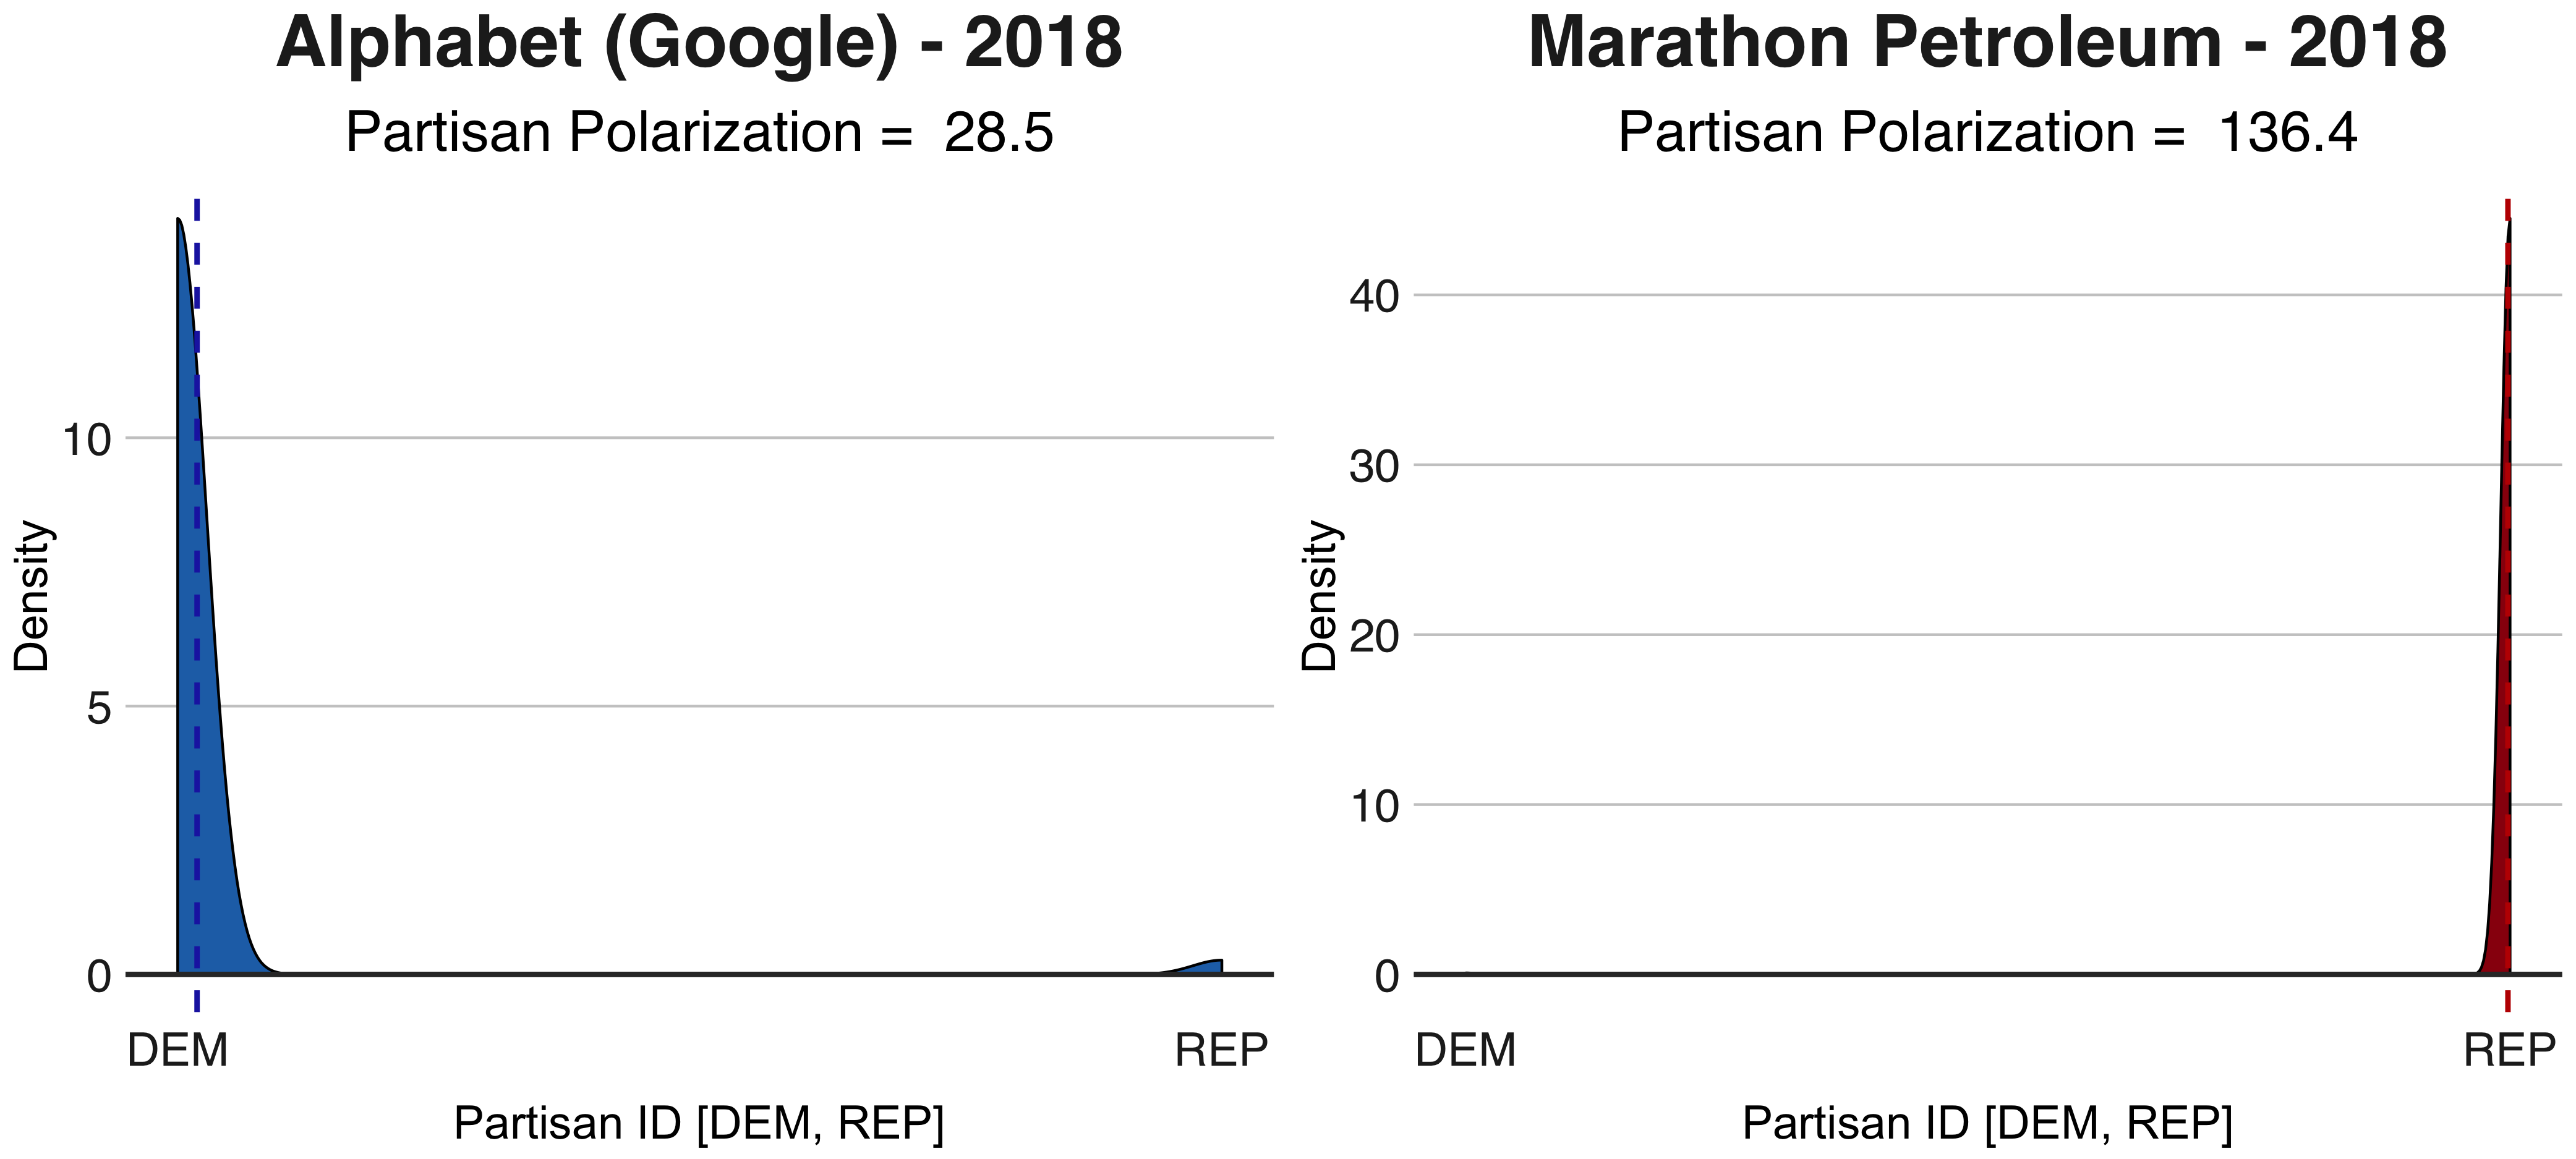 Alphabet (Google) - 2018
Partisan Polarization = 28.5
10
5
0
Density
DEM
REP
Partisan ID [DEM, REP]
Marathon Petroleum - 2018
Partisan Polarization = 136.4
40
30
20
10
0
Density
DEM
REP
Partisan ID [DEM, REP]